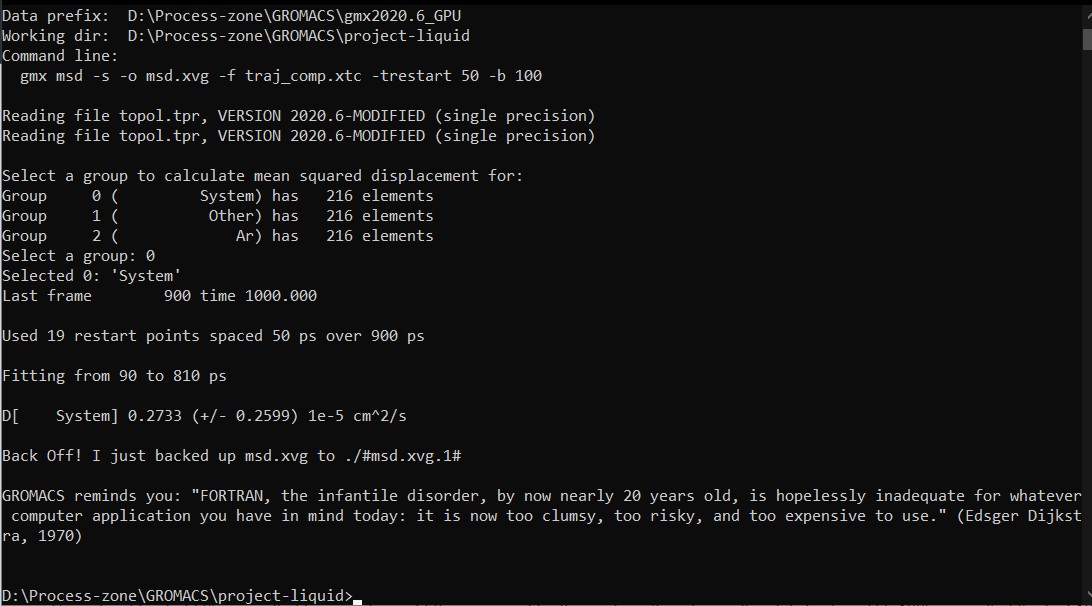 Data prefix:  D:\Process-zone\GROMACS\gmx2020.6_GPU
Working dir:  D:\Process-zone\GROMACS\project-liquid
Command line:
  gmx msd -s -o msd.xvg -f traj_comp.xtc -trestart 50 -b 100
Reading file topol.tpr, VERSION 2020.6-MODIFIED (single precision)
Reading file topol.tpr, VERSION 2020.6-MODIFIED (single precision)
Select a group to calculate mean squared displacement for:
Group     0 (         System) has   216 elements
Group     1 (          Other) has   216 elements
Group     2 (             Ar) has   216 elements
Select a group: 0
Selected 0: 'System'
Last frame        900 time 1000.000
Used 19 restart points spaced 50 ps over 900 ps
Fitting from 90 to 810 ps
D[    System] 0.2733 (+/- 0.2599) 1e-5 cm^2/s
Back Off! I just backed up msd.xvg to ./#msd.xvg.1#
GROMACS reminds you: "FORTRAN, the infantile disorder, by now nearly 20 years old, is hopelessly inadequate for whatever
 computer application you have in mind today: it is now too clumsy, too risky, and too expensive to use." (Edsger Dijkst
ra, 1970)
D:\Process-zone\GROMACS\project-liquid>